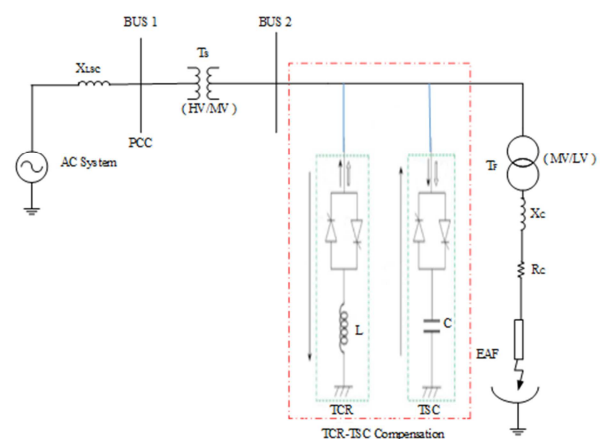 BUS 1
BUS 2
XLsc
Ts
(HV/MV)
PCC
AC System
TF
(MV/LV)
Xc
Rc
L
C
EAF
TCR
TSC
TCR-TSC Compensation